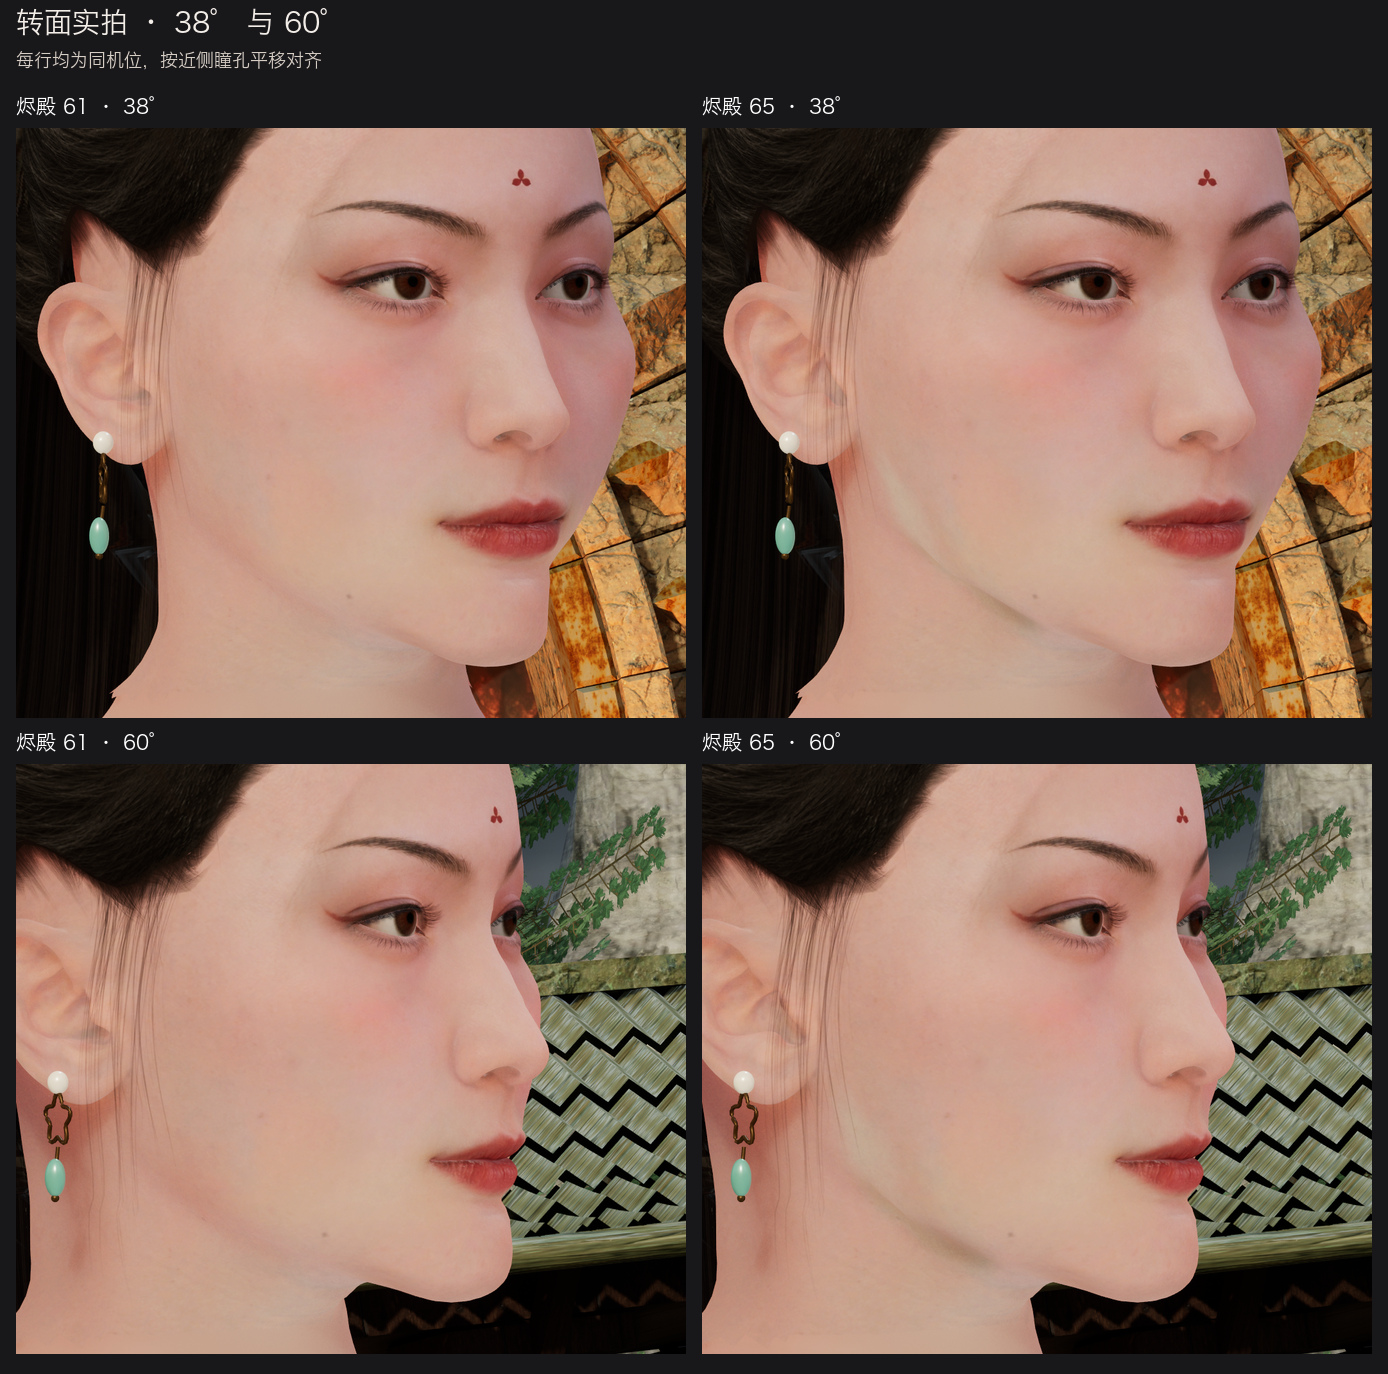 转面实拍 · 38° 与 60°
每行均为同机位，按近侧瞳孔平移对齐
烬殿 61 · 38°
烬殿 65 · 38°
烬殿 61 · 60°
烬殿 65 · 60°